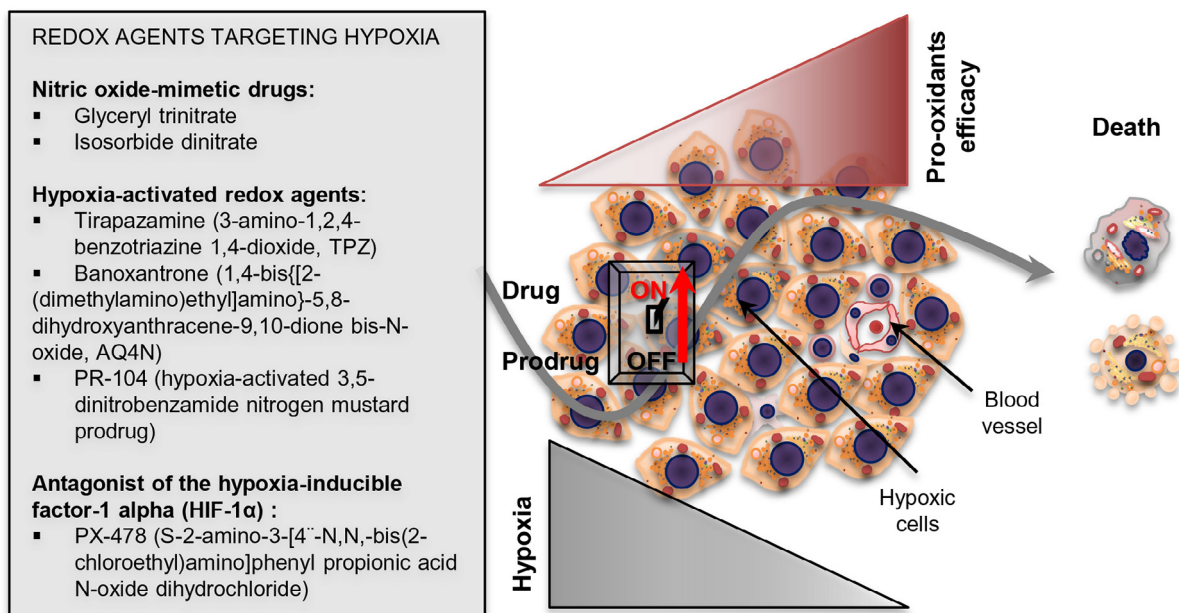 REDOX AGENTS TARGETING HYPOXIA
Nitric oxide-mimetic drugs:
▪ Glyceryl trinitrate
▪ Isosorbide dinitrate
Hypoxia-activated redox agents:
▪ Tirapazamine (3-amino-1,2,4-
benzotriazine 1,4-dioxide, TPZ)
▪ Banoxantrone (1,4-bis{[2-
(dimethylamino)ethyl]amino}-5,8-
dihydroxyanthracene-9,10-dione bis-N-
oxide, AQ4N)
▪ PR-104 (hypoxia-activated 3,5-
dinitrobenzamide nitrogen mustard
prodrug)
Antagonist of the hypoxia-inducible
factor-1 alpha (HIF-1α) :
▪ PX-478 (S-2-amino-3-[4¨-N,N,-bis(2-
chloroethyl)amino]phenyl propionic acid
N-oxide dihydrochloride)
Pro-oxidants
efficacy
Death
Drug
ON
Prodrug
OFF
Blood
vessel
Hypoxic
cells
Hypoxia